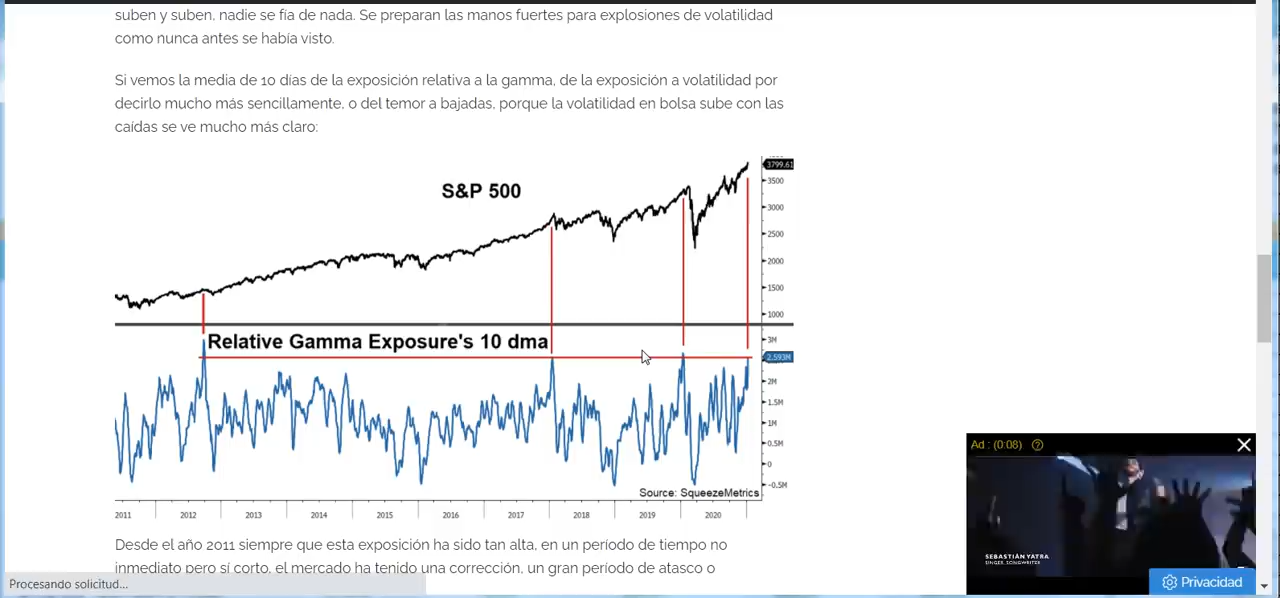 suben y suben, nadie se fía de nada. Se preparan las manos fuertes para explosiones de volatilidad
como nunca antes se había visto.
Si vemos la media de 10 días de la exposición relativa a la gamma, de la exposición a volatilidad por
decirlo mucho más sencillamente, o del temor a bajadas, porque la volatilidad en bolsa sube con las
caídas se ve mucho más claro:
S&P 500
3799.61
3500
3000
2500
2000
1500
1000
Relative Gamma Exposure's 10 dma
3M
2.593M
2M
1.5M
1M
0.5M
0
-0.5M
Source: SqueezeMetrics
2011 2012 2013 2014 2015 2016 2017 2018 2019 2020
Desde el año 2011 siempre que esta exposición ha sido tan alta, en un período de tiempo no
inmediato pero sí corto, el mercado ha tenido una corrección, un gran período de atasco o
Procesando solicitud...
Ad : (0:08)
SEBASTIÁN YATRA
SINGER, SONGWRITER
Privacidad